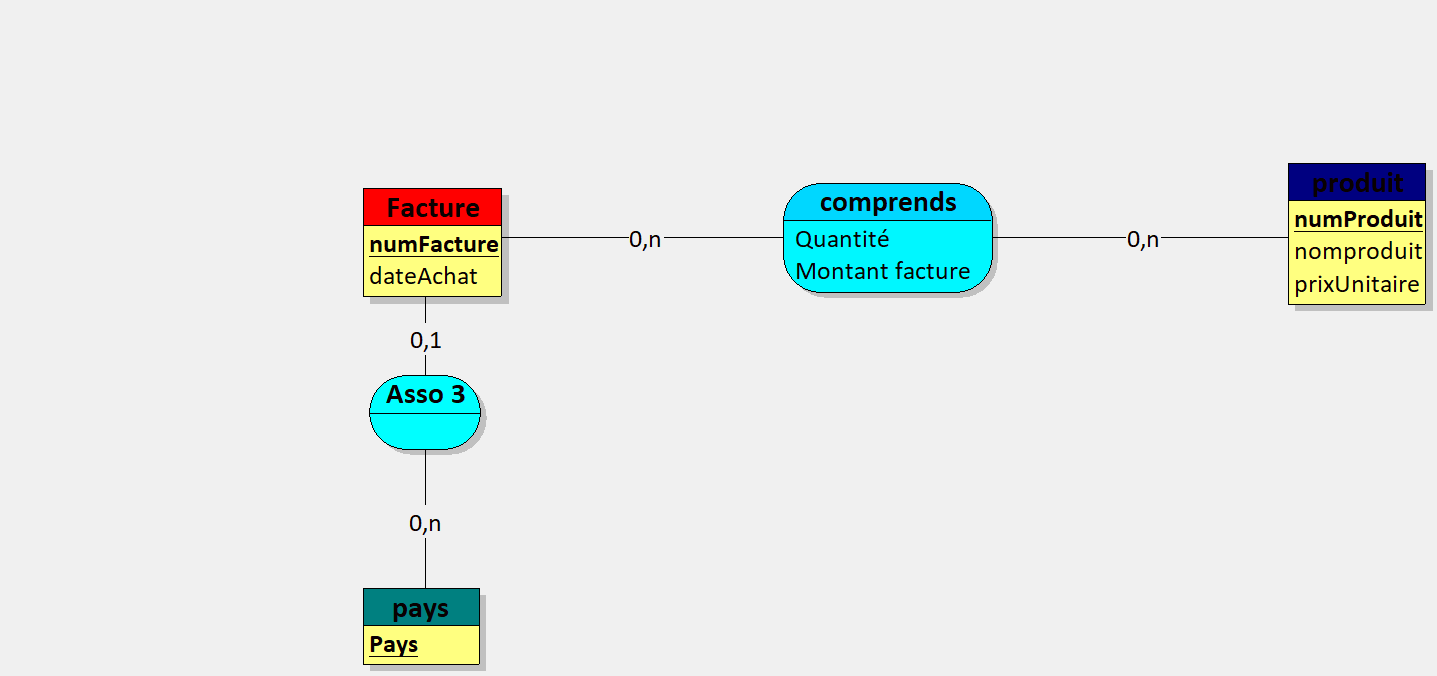 Facture
numFacture
dateAchat
0,n
comprends
Quantité
Montant facture
0,n
produit
numProduit
nomproduit
prixUnitaire
0,1
Asso 3
0,n
pays
Pays